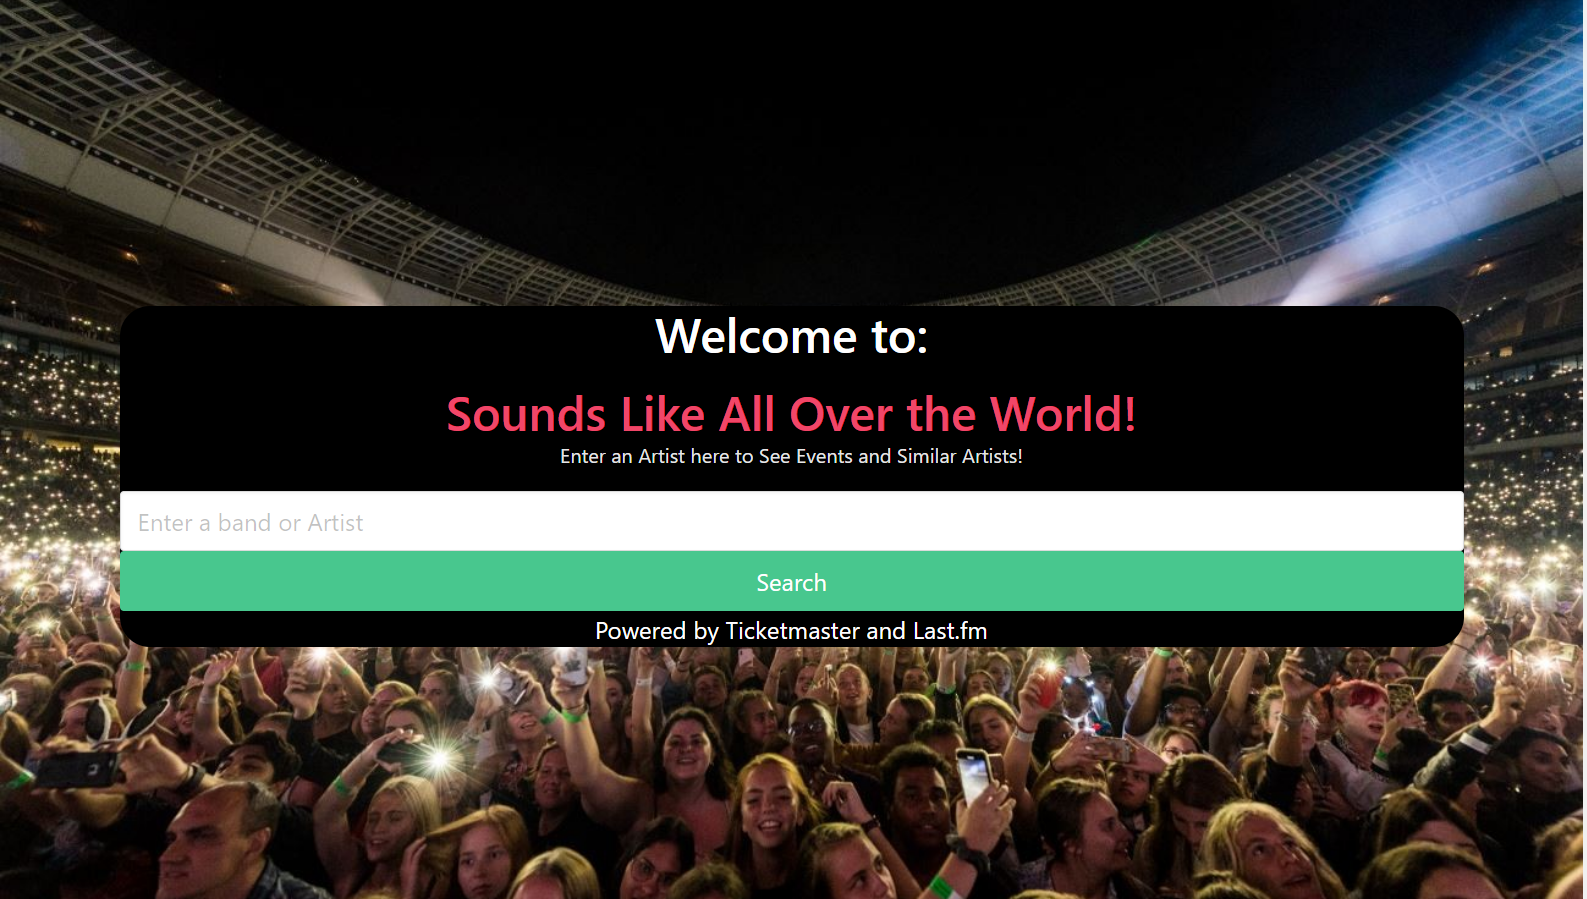 Welcome to:
Sounds Like All Over the World!
Enter an Artist here to See Events and Similar Artists!
Enter a band or Artist
Search
Powered by Ticketmaster and Last.fm